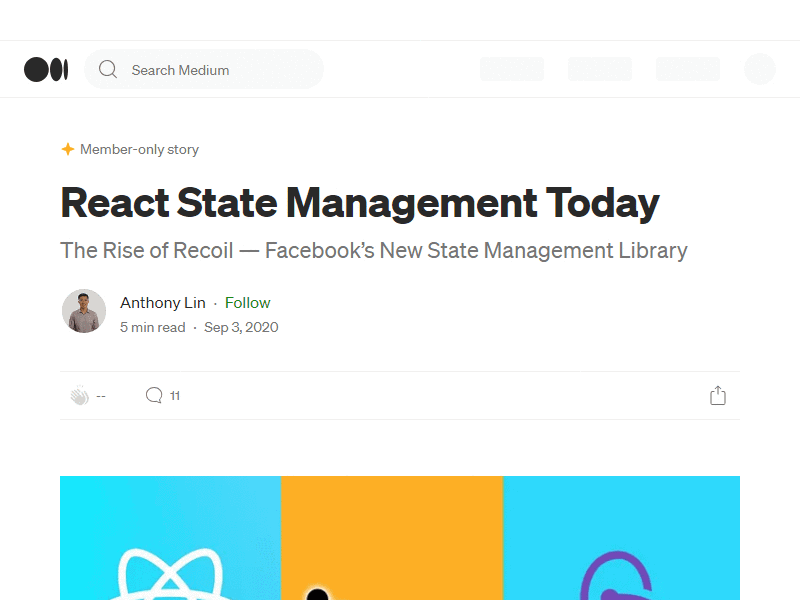 Search Medium
Member-only story
React State Management Today
The Rise of Recoil — Facebook’s New State Management Library
Anthony Lin · Follow
5 min read · Sep 3, 2020
-- 11